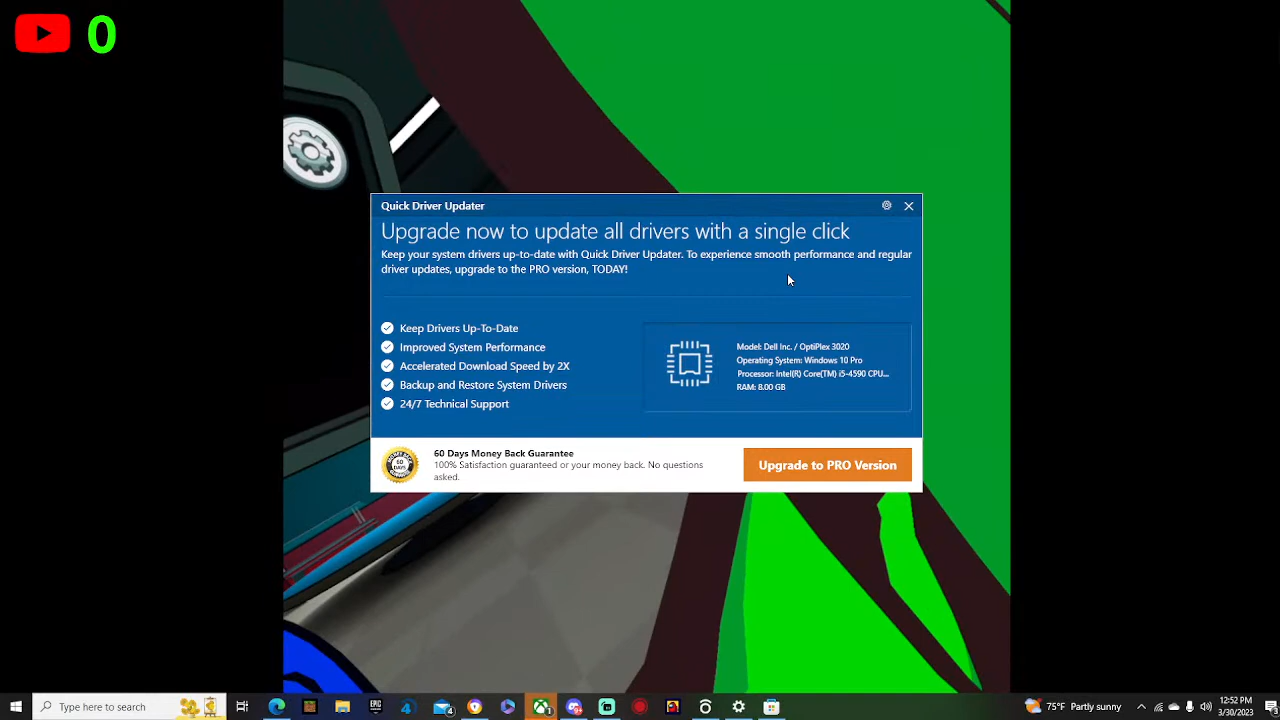 0
Quick Driver Updater
Upgrade now to update all drivers with a single click
Keep your system drivers up-to-date with Quick Driver Updater. To experience smooth performance and regular
driver updates, upgrade to the PRO version, TODAY!
Keep Drivers Up-To-Date
Improved System Performance
Accelerated Download Speed by 2X
Backup and Restore System Drivers
24/7 Technical Support
Model: Dell Inc. / OptiPlex 3020
Operating System: Windows 10 Pro
Processor: Intel(R) Core(TM) i5-4590 CPU...
RAM: 8.00 GB
60 Days Money Back Guarantee
100% Satisfaction guaranteed or your money back. No questions
asked.
Upgrade to PRO Version
Type here to search
75°F Partly sunny
12:52 PM
3/30/2023